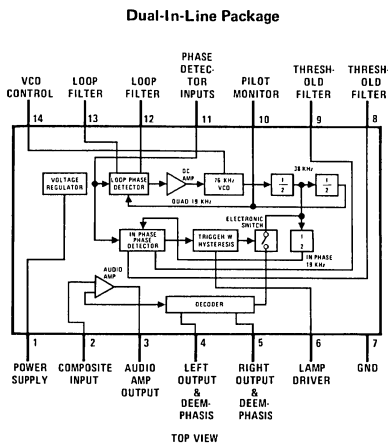 Dual-In-Line Package
VCO
CONTROL
LOOP
FILTER
LOOP
FILTER
PHASE
DETEC-
TOR
INPUTS
PILOT
MONITOR
THRESH-
OLD
FILTER
THRESH-
OLD
FILTER
14
13
12
11
10
9
8
VOLTAGE
REGULATOR
LOOP PHASE
DETECTOR
DC
AMP
76 KHz
VCO
1
2
38 KHz
1
2
QUAD 19 KHz
ELECTRONIC
SWITCH
IN PHASE
PHASE
DETECTOR
TRIGGER W
HYSTERESIS
1
2
IN PHASE
19 KHz
AUDIO
AMP
DECODER
1
2
3
4
5
6
7
POWER
SUPPLY
COMPOSITE
INPUT
AUDIO
AMP
OUTPUT
LEFT
OUTPUT
&
DEEM-
PHASIS
RIGHT
OUTPUT
&
DEEM-
PHASIS
LAMP
DRIVER
GND
TOP VIEW